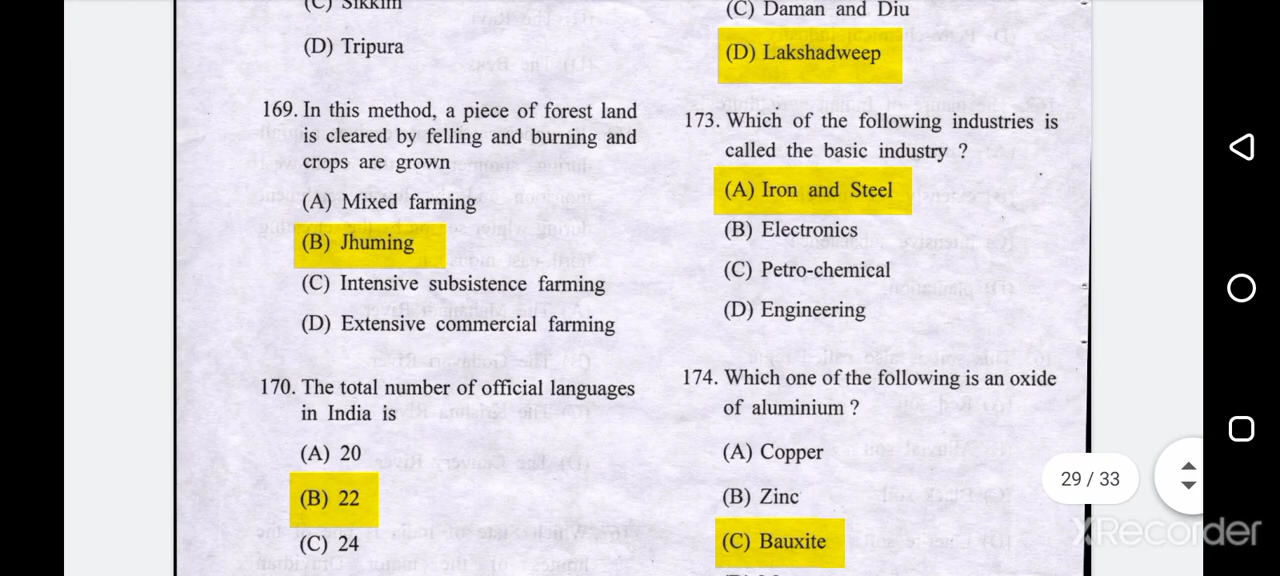 (C) Sikkim
(D) Tripura
169. In this method, a piece of forest land
is cleared by felling and burning and
crops are grown
(A) Mixed farming
(B) Jhuming
(C) Intensive subsistence farming
(D) Extensive commercial farming
170. The total number of official languages
in India is
(A) 20
(B) 22
(C) 24
(C) Daman and Diu
(D) Lakshadweep
173. Which of the following industries is
called the basic industry ?
(A) Iron and Steel
(B) Electronics
(C) Petro-chemical
(D) Engineering
174. Which one of the following is an oxide
of aluminium ?
(A) Copper
(B) Zinc
(C) Bauxite
29 / 33
XRecorder